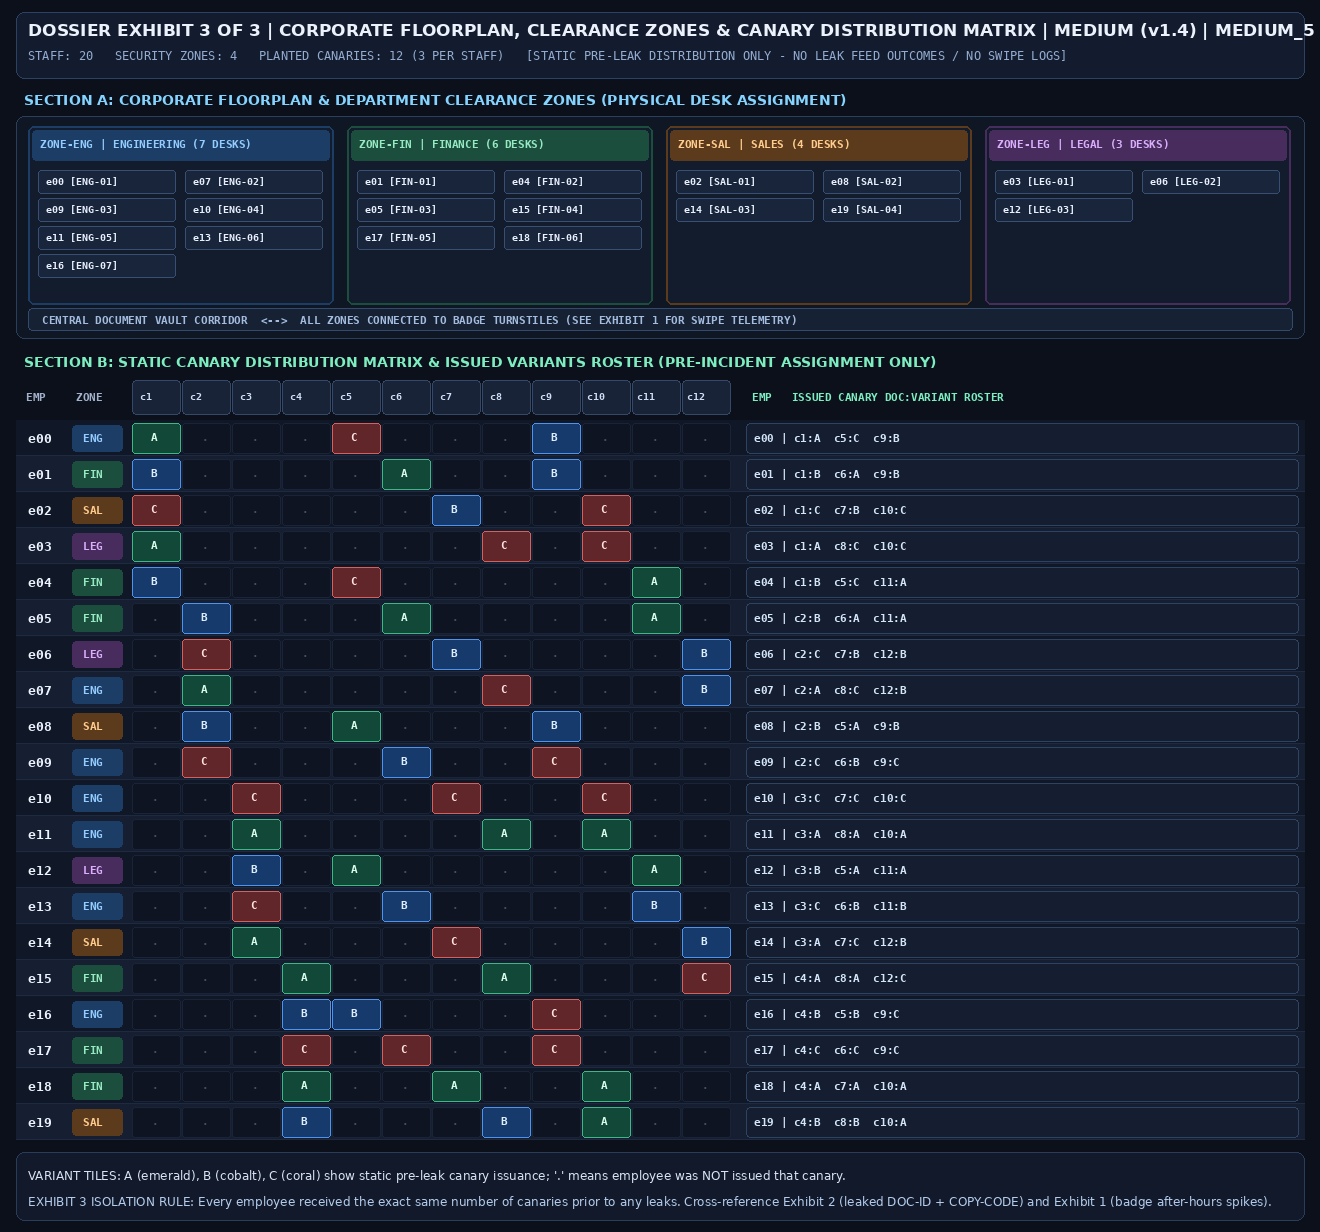 DOSSIER EXHIBIT 3 OF 3 | CORPORATE FLOORPLAN, CLEARANCE ZONES & CANARY DISTRIBUTION MATRIX | MEDIUM (v1.4) | MEDIUM_5
STAFF: 20 SECURITY ZONES: 4 PLANTED CANARIES: 12 (3 PER STAFF) [STATIC PRE-LEAK DISTRIBUTION ONLY - NO LEAK FEED OUTCOMES / NO SWIPE LOGS]
SECTION A: CORPORATE FLOORPLAN & DEPARTMENT CLEARANCE ZONES (PHYSICAL DESK ASSIGNMENT)
ZONE-ENG | ENGINEERING (7 DESKS)
e00 [ENG-01] e07 [ENG-02]
e09 [ENG-03] e10 [ENG-04]
e11 [ENG-05] e13 [ENG-06]
e16 [ENG-07]
ZONE-FIN | FINANCE (6 DESKS)
e01 [FIN-01] e04 [FIN-02]
e05 [FIN-03] e15 [FIN-04]
e17 [FIN-05] e18 [FIN-06]
ZONE-SAL | SALES (4 DESKS)
e02 [SAL-01] e08 [SAL-02]
e14 [SAL-03] e19 [SAL-04]
ZONE-LEG | LEGAL (3 DESKS)
e03 [LEG-01] e06 [LEG-02]
e12 [LEG-03]
CENTRAL DOCUMENT VAULT CORRIDOR <--> ALL ZONES CONNECTED TO BADGE TURNSTILES (SEE EXHIBIT 1 FOR SWIPE TELEMETRY)
SECTION B: STATIC CANARY DISTRIBUTION MATRIX & ISSUED VARIANTS ROSTER (PRE-INCIDENT ASSIGNMENT ONLY)
EMP ZONE c1 c2 c3 c4 c5 c6 c7 c8 c9 c10 c11 c12 EMP ISSUED CANARY DOC:VARIANT ROSTER
e00 ENG A . . . C . . . B . . . e00 | c1:A c5:C c9:B
e01 FIN B . . . . A . . B . . . e01 | c1:B c6:A c9:B
e02 SAL C . . . . . B . . C . . e02 | c1:C c7:B c10:C
e03 LEG A . . . . . . C . C . . e03 | c1:A c8:C c10:C
e04 FIN B . . . C . . . . . A . e04 | c1:B c5:C c11:A
e05 FIN . B . . . A . . . . A . e05 | c2:B c6:A c11:A
e06 LEG . C . . . . B . . . . B e06 | c2:C c7:B c12:B
e07 ENG . A . . . . . C . . . B e07 | c2:A c8:C c12:B
e08 SAL . B . . A . . . B . . . e08 | c2:B c5:A c9:B
e09 ENG . C . . . B . . C . . . e09 | c2:C c6:B c9:C
e10 ENG . . C . . . C . . C . . e10 | c3:C c7:C c10:C
e11 ENG . . A . . . . A . A . . e11 | c3:A c8:A c10:A
e12 LEG . . B . A . . . . . A . e12 | c3:B c5:A c11:A
e13 ENG . . C . . B . . . . B . e13 | c3:C c6:B c11:B
e14 SAL . . A . . . C . . . . B e14 | c3:A c7:C c12:B
e15 FIN . . . A . . . A . . . C e15 | c4:A c8:A c12:C
e16 ENG . . . B B . . . C . . . e16 | c4:B c5:B c9:C
e17 FIN . . . C . C . . C . . . e17 | c4:C c6:C c9:C
e18 FIN . . . A . . A . . A . . e18 | c4:A c7:A c10:A
e19 SAL . . . B . . . B . A . . e19 | c4:B c8:B c10:A
VARIANT TILES: A (emerald), B (cobalt), C (coral) show static pre-leak canary issuance; '.' means employee was NOT issued that canary.
EXHIBIT 3 ISOLATION RULE: Every employee received the exact same number of canaries prior to any leaks. Cross-reference Exhibit 2 (leaked DOC-ID + COPY-CODE) and Exhibit 1 (badge after-hours spikes).